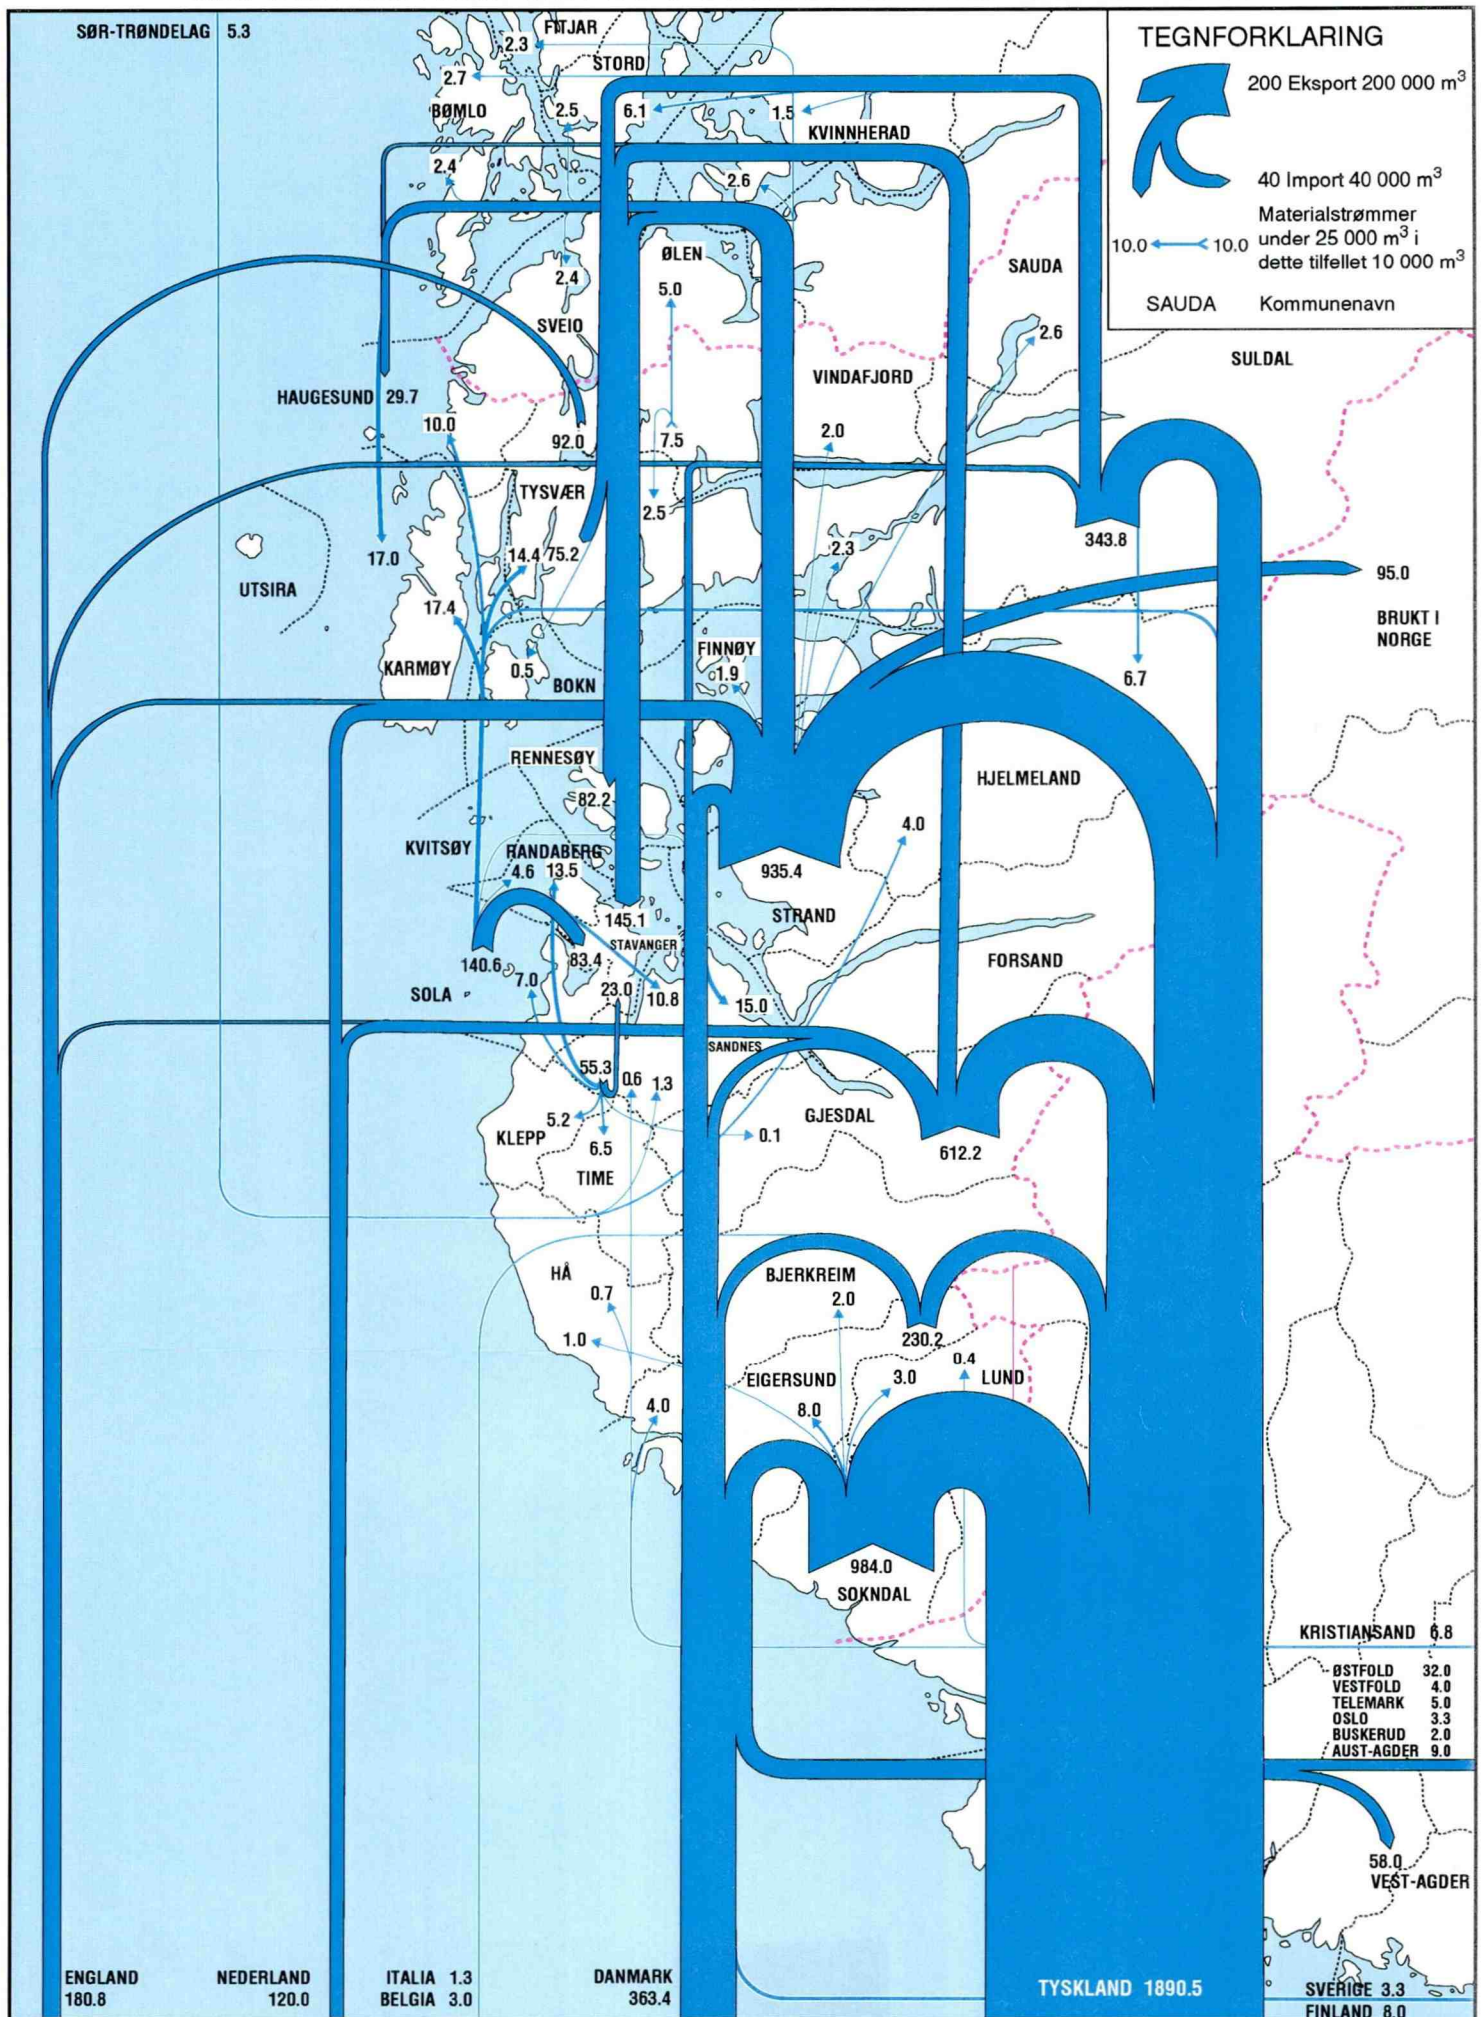 SØR-TRØNDELAG 5.3
FITJAR
2.3
STORD
2.7
BØMLO
2.5
6.1
1.5
KVINNHERAD
2.4
2.6
TEGNFORKLARING
200 Eksport 200 000 m³
40 Import 40 000 m³
Materialstrømmer
10.0 10.0 under 25 000 m³ i
dette tilfellet 10 000 m³
SAUDA Kommunenavn
ØLEN
SAUDA
2.4
5.0
SVEIO
2.6
SULDAL
VINDAFJORD
HAUGESUND 29.7
10.0
92.0
7.5
2.0
TYSVÆR
2.5
343.8
17.0
14.4 75.2
2.3
95.0
UTSIRA
17.4
BRUKT I
NORGE
KARMØY
0.5
BOKN
FINNØY
1.9
6.7
RENNESØY
82.2
HJELMELAND
KVITSØY
RANDABERG
4.6 13.5
4.0
935.4
145.1
STRAND
STAVANGER
140.6
83.4
FORSAND
SOLA
7.0
23.0
10.8
15.0
SANDNES
55.3
0.6
1.3
GJESDAL
5.2
KLEPP
6.5
0.1
612.2
TIME
HÅ
BJERKREIM
0.7
2.0
1.0
230.2
0.4
EIGERSUND
3.0
LUND
4.0
8.0
984.0
SOKNDAL
KRISTIANSAND 6.8
ØSTFOLD 32.0
VESTFOLD 4.0
TELEMARK 5.0
OSLO 3.3
BUSKERUD 2.0
AUST-AGDER 9.0
58.0
VEST-AGDER
ENGLAND
180.8
NEDERLAND
120.0
ITALIA 1.3
BELGIA 3.0
DANMARK
363.4
TYSKLAND 1890.5
SVERIGE 3.3
FINLAND 8.0